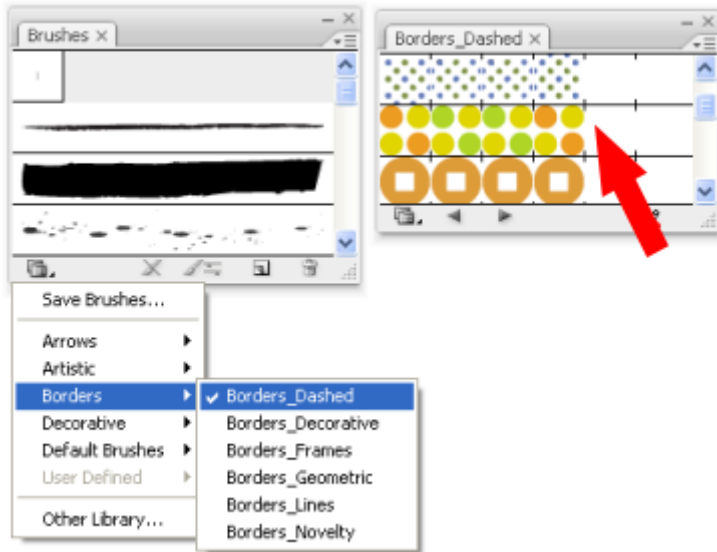 Brushes
Borders_Dashed
Save Brushes...
Arrows
Artistic
Borders
Decorative
Default Brushes
User Defined
Other Library...
Borders_Dashed
Borders_Decorative
Borders_Frames
Borders_Geometric
Borders_Lines
Borders_Novelty